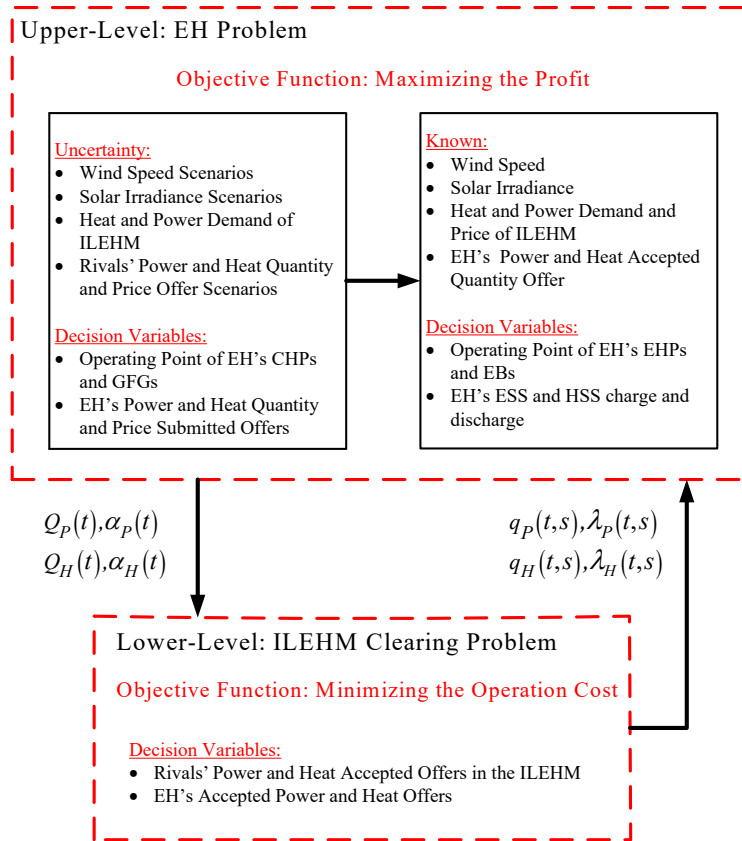 Upper-Level: EH Problem
Objective Function: Maximizing the Profit
Uncertainty:
• Wind Speed Scenarios
• Solar Irradiance Scenarios
• Heat and Power Demand of
ILEHM
• Rivals' Power and Heat Quantity
and Price Offer Scenarios
Decision Variables:
• Operating Point of EH's CHPs
and GFGs
• EH's Power and Heat Quantity
and Price Submitted Offers
Known:
• Wind Speed
• Solar Irradiance
• Heat and Power Demand and
Price of ILEHM
• EH's Power and Heat Accepted
Quantity Offer
Decision Variables:
• Operating Point of EH's EHPs
and EBs
• EH's ESS and HSS charge and
discharge
Q_P(t),α_P(t)
Q_H(t),α_H(t)
q_P(t,s),λ_P(t,s)
q_H(t,s),λ_H(t,s)
Lower-Level: ILEHM Clearing Problem
Objective Function: Minimizing the Operation Cost
Decision Variables:
• Rivals' Power and Heat Accepted Offers in the ILEHM
• EH's Accepted Power and Heat Offers